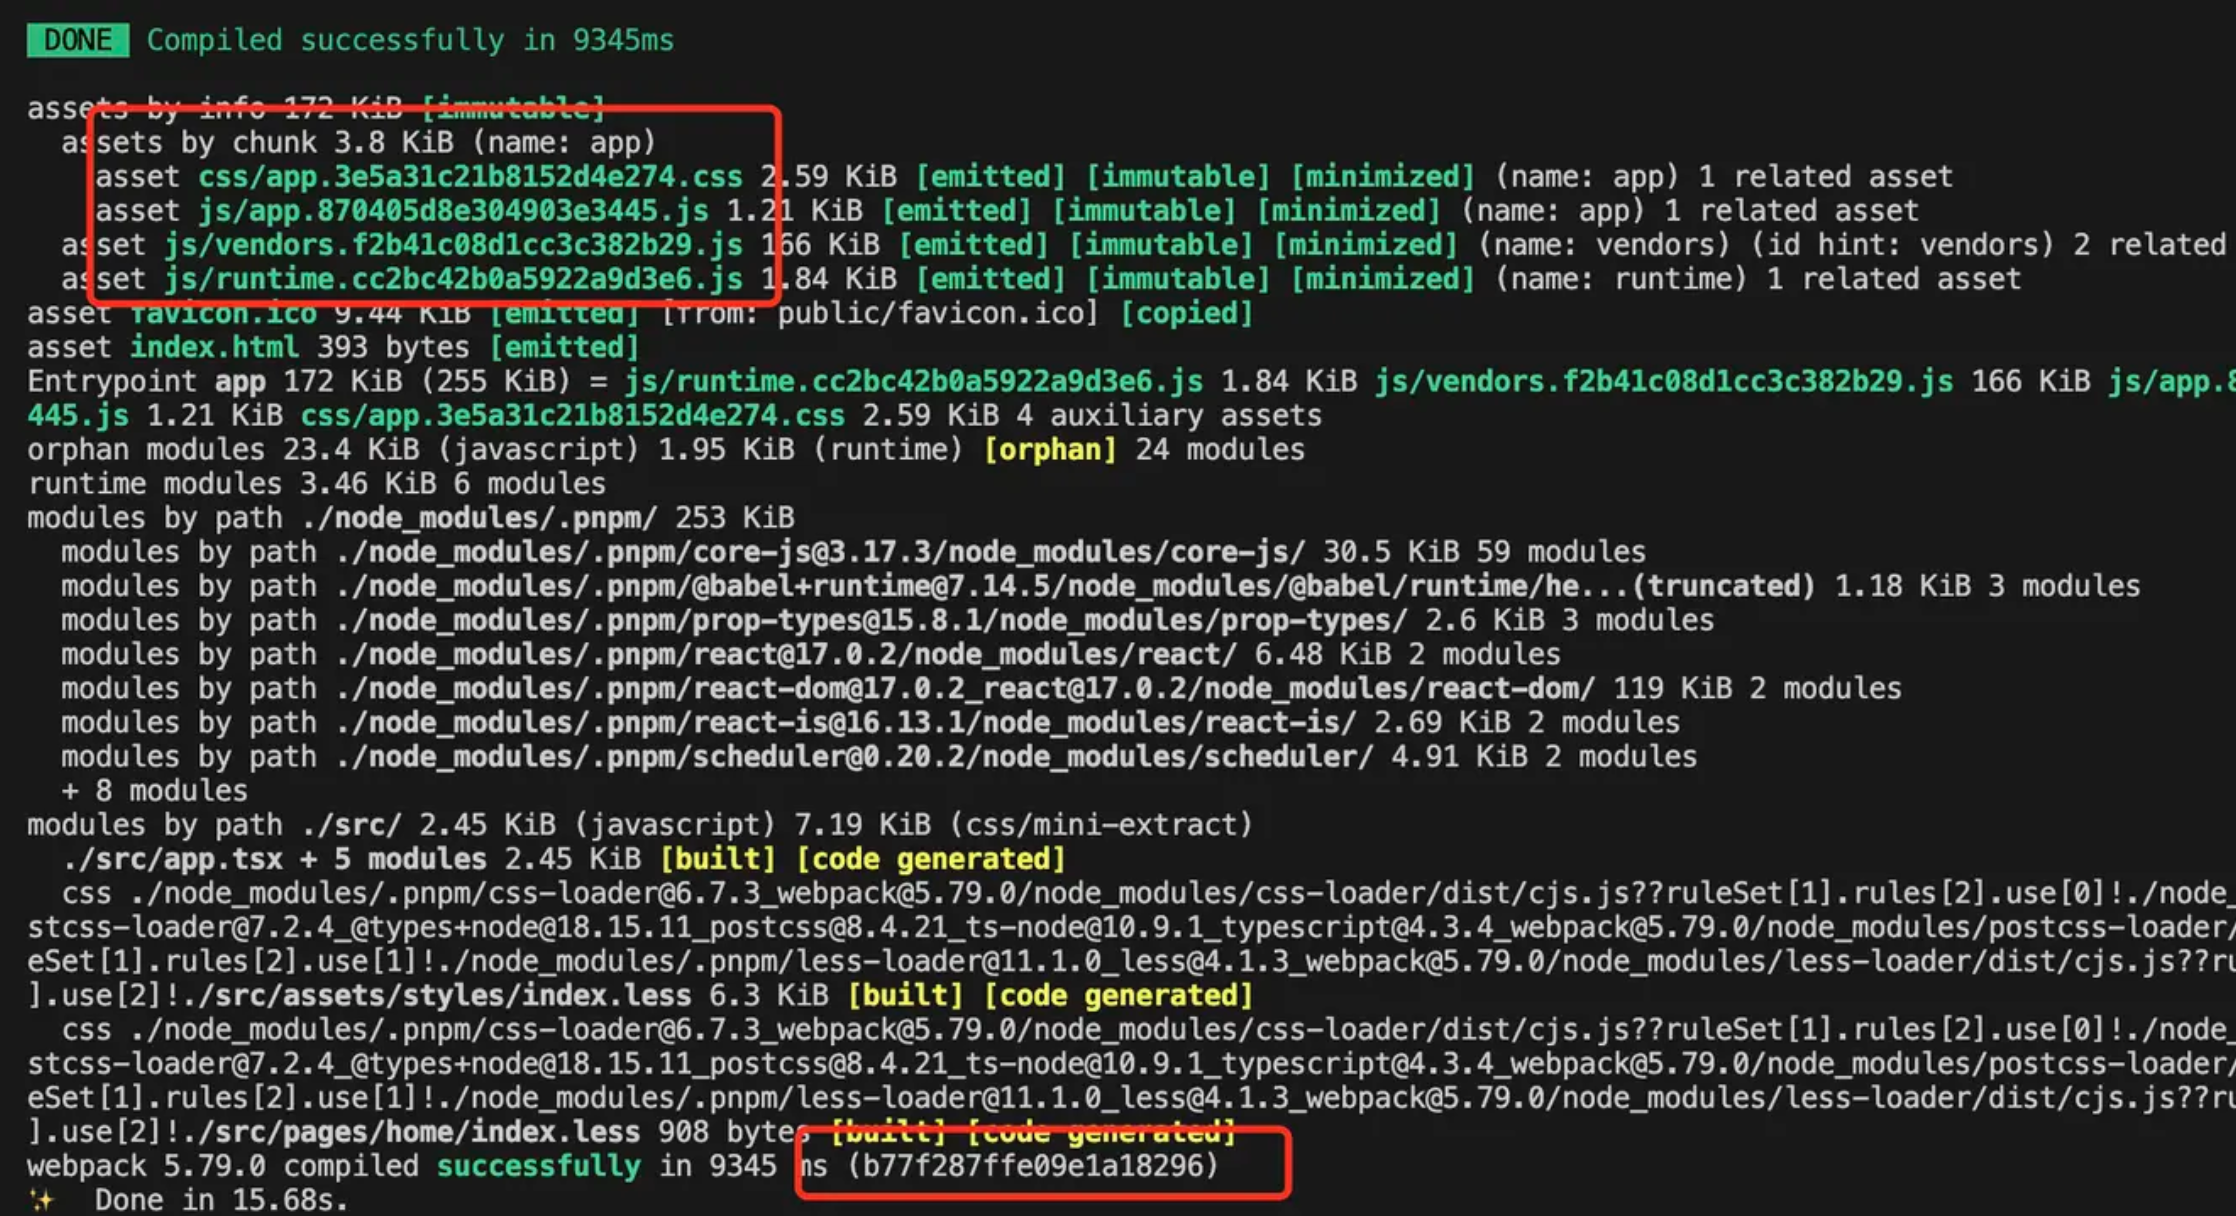 DONE Compiled successfully in 9345ms
assets by info 172 KiB [immutable]
assets by chunk 3.8 KiB (name: app)
asset css/app.3e5a31c21b8152d4e274.css 2.59 KiB [emitted] [immutable] [minimized] (name: app) 1 related asset
asset js/app.870405d8e304903e3445.js 1.21 KiB [emitted] [immutable] [minimized] (name: app) 1 related asset
asset js/vendors.f2b41c08d1cc3c382b29.js 166 KiB [emitted] [immutable] [minimized] (name: vendors) (id hint: vendors) 2 related
asset js/runtime.cc2bc42b0a5922a9d3e6.js 1.84 KiB [emitted] [immutable] [minimized] (name: runtime) 1 related asset
asset favicon.ico 9.44 KiB [emitted] [from: public/favicon.ico] [copied]
asset index.html 393 bytes [emitted]
Entrypoint app 172 KiB (255 KiB) = js/runtime.cc2bc42b0a5922a9d3e6.js 1.84 KiB js/vendors.f2b41c08d1cc3c382b29.js 166 KiB js/app.8
445.js 1.21 KiB css/app.3e5a31c21b8152d4e274.css 2.59 KiB 4 auxiliary assets
orphan modules 23.4 KiB (javascript) 1.95 KiB (runtime) [orphan] 24 modules
runtime modules 3.46 KiB 6 modules
modules by path ./node_modules/.pnpm/ 253 KiB
modules by path ./node_modules/.pnpm/core-js@3.17.3/node_modules/core-js/ 30.5 KiB 59 modules
modules by path ./node_modules/.pnpm/@babel+runtime@7.14.5/node_modules/@babel/runtime/he...(truncated) 1.18 KiB 3 modules
modules by path ./node_modules/.pnpm/prop-types@15.8.1/node_modules/prop-types/ 2.6 KiB 3 modules
modules by path ./node_modules/.pnpm/react@17.0.2/node_modules/react/ 6.48 KiB 2 modules
modules by path ./node_modules/.pnpm/react-dom@17.0.2_react@17.0.2/node_modules/react-dom/ 119 KiB 2 modules
modules by path ./node_modules/.pnpm/react-is@16.13.1/node_modules/react-is/ 2.69 KiB 2 modules
modules by path ./node_modules/.pnpm/scheduler@0.20.2/node_modules/scheduler/ 4.91 KiB 2 modules
+ 8 modules
modules by path ./src/ 2.45 KiB (javascript) 7.19 KiB (css/mini-extract)
./src/app.tsx + 5 modules 2.45 KiB [built] [code generated]
css ./node_modules/.pnpm/css-loader@6.7.3_webpack@5.79.0/node_modules/css-loader/dist/cjs.js??ruleSet[1].rules[2].use[0]!./node_
stcss-loader@7.2.4_@types+node@18.15.11_postcss@8.4.21_ts-node@10.9.1_typescript@4.3.4_webpack@5.79.0/node_modules/postcss-loader/
eSet[1].rules[2].use[1]!./node_modules/.pnpm/less-loader@11.1.0_less@4.1.3_webpack@5.79.0/node_modules/less-loader/dist/cjs.js??ru
].use[2]!./src/assets/styles/index.less 6.3 KiB [built] [code generated]
css ./node_modules/.pnpm/css-loader@6.7.3_webpack@5.79.0/node_modules/css-loader/dist/cjs.js??ruleSet[1].rules[2].use[0]!./node_
stcss-loader@7.2.4_@types+node@18.15.11_postcss@8.4.21_ts-node@10.9.1_typescript@4.3.4_webpack@5.79.0/node_modules/postcss-loader/
eSet[1].rules[2].use[1]!./node_modules/.pnpm/less-loader@11.1.0_less@4.1.3_webpack@5.79.0/node_modules/less-loader/dist/cjs.js??ru
].use[2]!./src/pages/home/index.less 908 bytes [built] [code generated]
webpack 5.79.0 compiled successfully in 9345 ms (b77f287ffe09e1a18296)
✨ Done in 15.68s.